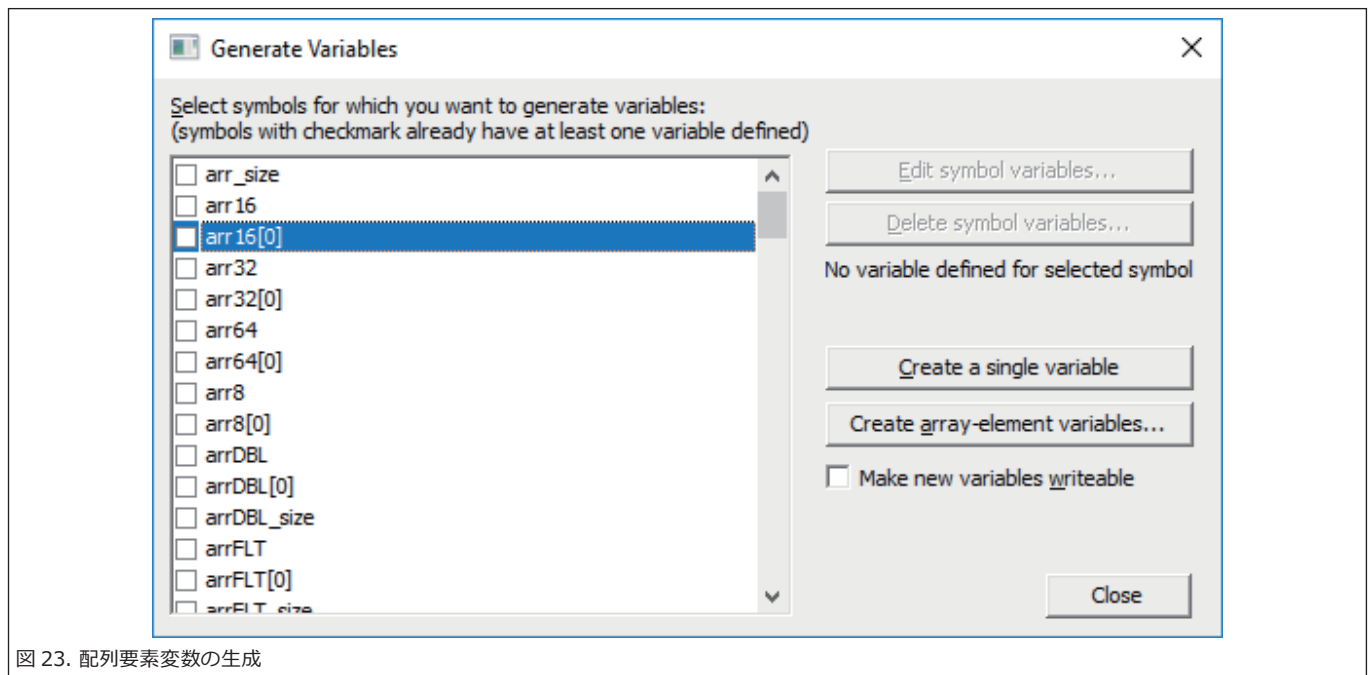 Generate Variables
Select symbols for which you want to generate variables:
(symbols with checkmark already have at least one variable defined)
arr_size
arr16
arr16[0]
arr32
arr32[0]
arr64
arr64[0]
arr8
arr8[0]
arrDBL
arrDBL[0]
arrDBL_size
arrFLT
arrFLT[0]
arrFLT_size
Edit symbol variables...
Delete symbol variables...
No variable defined for selected symbol
Create a single variable
Create array-element variables...
Make new variables writeable
Close
図 23. 配列要素変数の生成